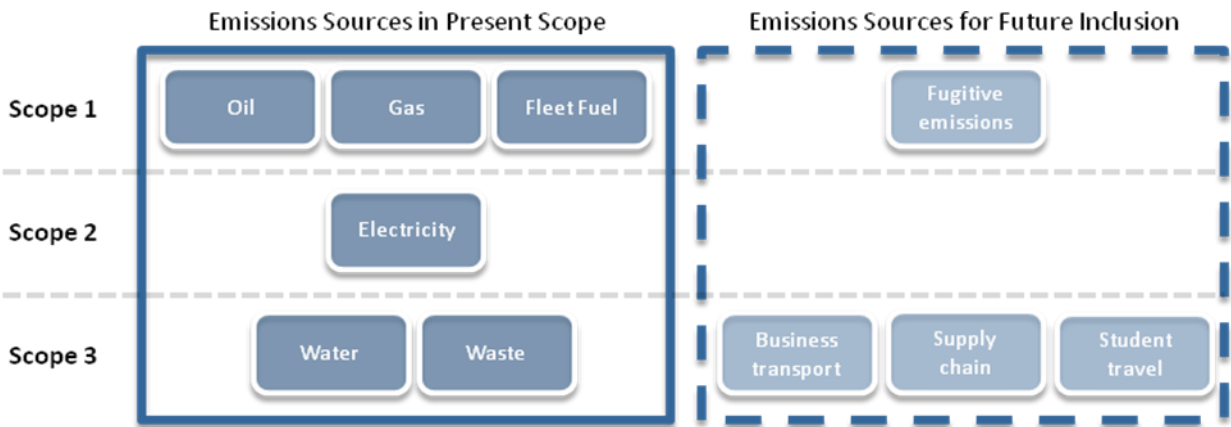 Emissions Sources in Present Scope
Emissions Sources for Future Inclusion
Scope 1
Oil
Gas
Fleet Fuel
Fugitive
emissions
Scope 2
Electricity
Scope 3
Water
Waste
Business
transport
Supply
chain
Student
travel